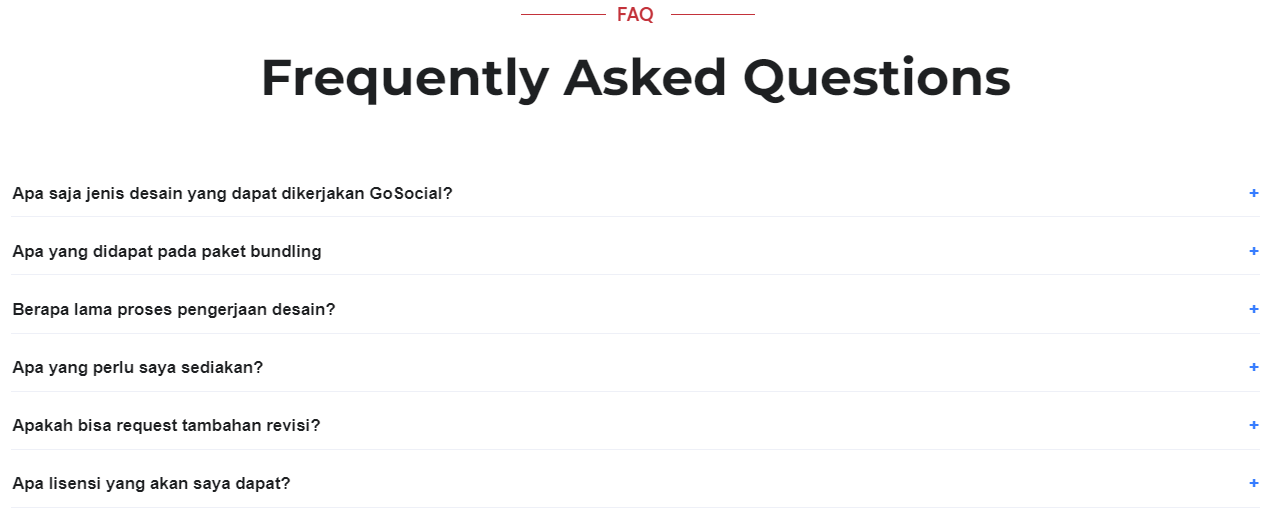 FAQ
Frequently Asked Questions
Apa saja jenis desain yang dapat dikerjakan GoSocial? +
Apa yang didapat pada paket bundling +
Berapa lama proses pengerjaan desain? +
Apa yang perlu saya sediakan? +
Apakah bisa request tambahan revisi? +
Apa lisensi yang akan saya dapat? +